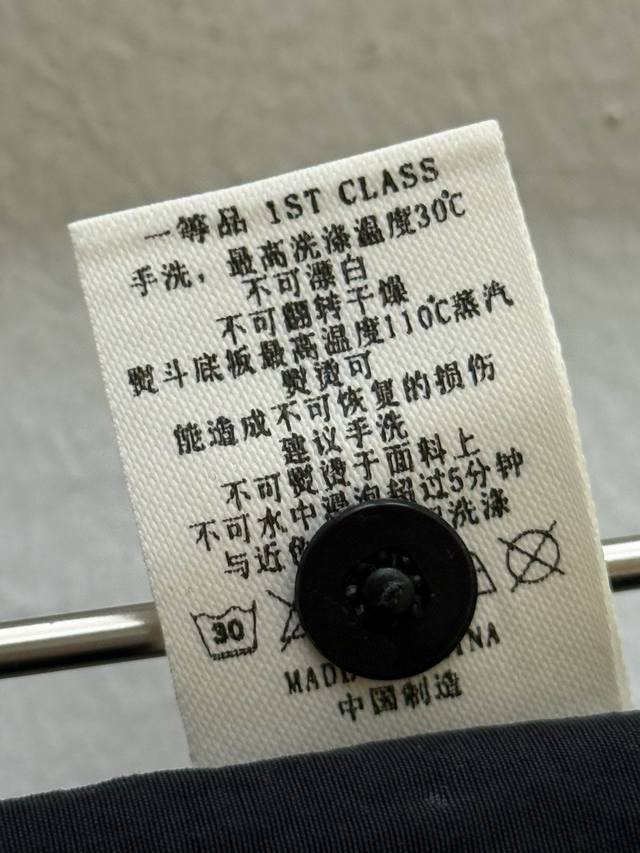 一等品 1ST CLASS
手洗，最高洗涤温度30℃
不可漂白
不可翻转干燥
熨斗底板最高温度110℃蒸汽
熨烫可
能造成不可恢复的损伤
建议手洗
不可熨烫于面料上
不可水中浸泡超过5分钟
与近色 洗涤
30
MAD NA
中国制造